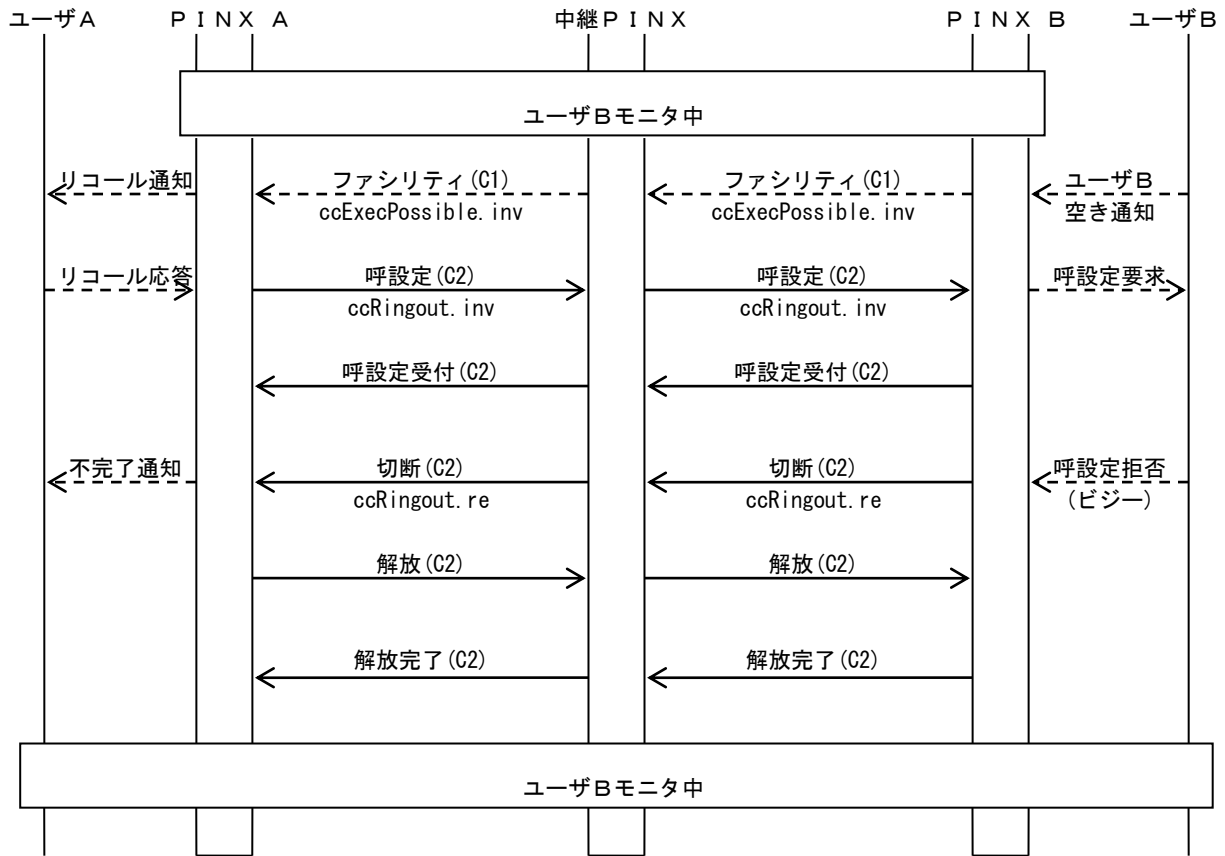 ユーザA　ＰＩＮＸ A　中継ＰＩＮＸ　ＰＩＮＸ B　ユーザB
ユーザBモニタ中
リコール通知　ファシリティ(C1)　ファシリティ(C1)　ユーザB
ccExecPossible.inv　ccExecPossible.inv　空き通知
リコール応答　呼設定(C2)　呼設定(C2)　呼設定要求
ccRingout.inv　ccRingout.inv
呼設定受付(C2)　呼設定受付(C2)
不完了通知　切断(C2)　切断(C2)　呼設定拒否
ccRingout.re　ccRingout.re　(ビジー)
解放(C2)　解放(C2)
解放完了(C2)　解放完了(C2)
ユーザBモニタ中